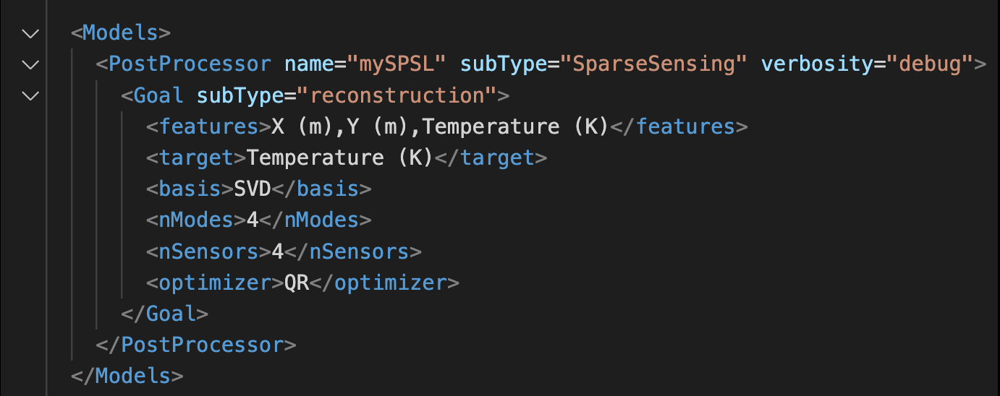 <Models>
<PostProcessor name="mySPSL" subType="SparseSensing" verbosity="debug">
<Goal subType="reconstruction">
<features>X (m),Y (m),Temperature (K)</features>
<target>Temperature (K)</target>
<basis>SVD</basis>
<nModes>4</nModes>
<nSensors>4</nSensors>
<optimizer>QR</optimizer>
</Goal>
</PostProcessor>
</Models>